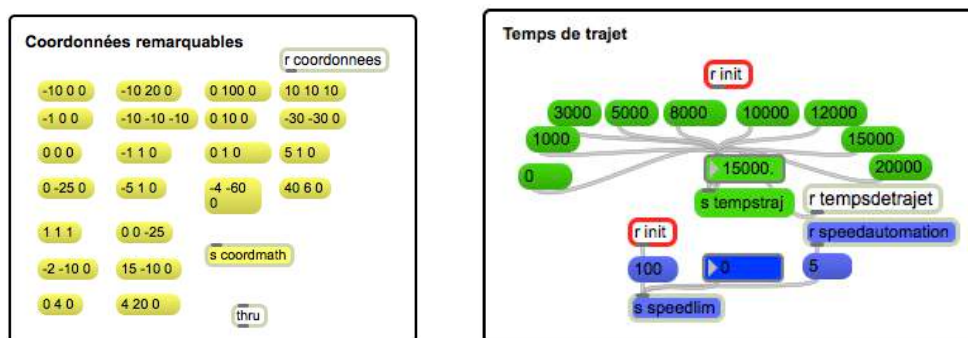 Coordonnées remarquables
r coordonnees
-10 0 0
-10 20 0
0 100 0
10 10 10
-1 0 0
-10 -10 -10
0 10 0
-30 -30 0
0 0 0
-1 1 0
0 1 0
5 1 0
0 -25 0
-5 1 0
-4 -60
0
40 6 0
1 1 1
0 0 -25
s coordmath
-2 -10 0
15 -10 0
0 4 0
4 20 0
thru
Temps de trajet
r init
3000
5000
8000
10000
12000
1000
15000
0
15000.
20000
s tempstraj
r tempsdetrajet
r init
r speedautomation
100
0
5
s speedlim